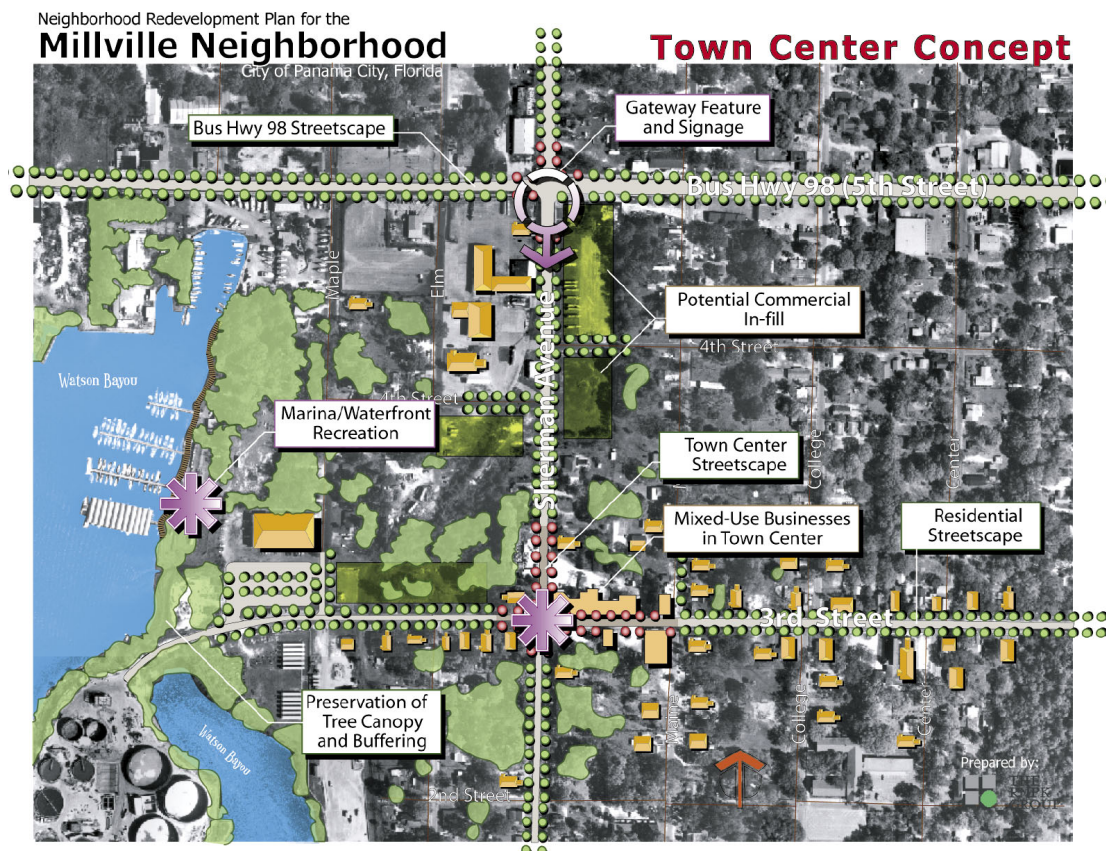 Neighborhood Redevelopment Plan for the
Millville Neighborhood
City of Panama City, Florida
Town Center Concept
Bus Hwy 98 Streetscape
Gateway Feature
and Signage
Bus Hwy 98 (5th Street)
Maple
Elm
Sherman Avenue
Potential Commercial
In-fill
4th Street
4th Street
Watson Bayou
Marina/Waterfront
Recreation
Town Center
Streetscape
College
Center
Mixed-Use Businesses
in Town Center
Residential
Streetscape
3rd Street
Preservation of
Tree Canopy
and Buffering
Watson Bayou
College
Center
2nd Street
Prepared by:
GROUP